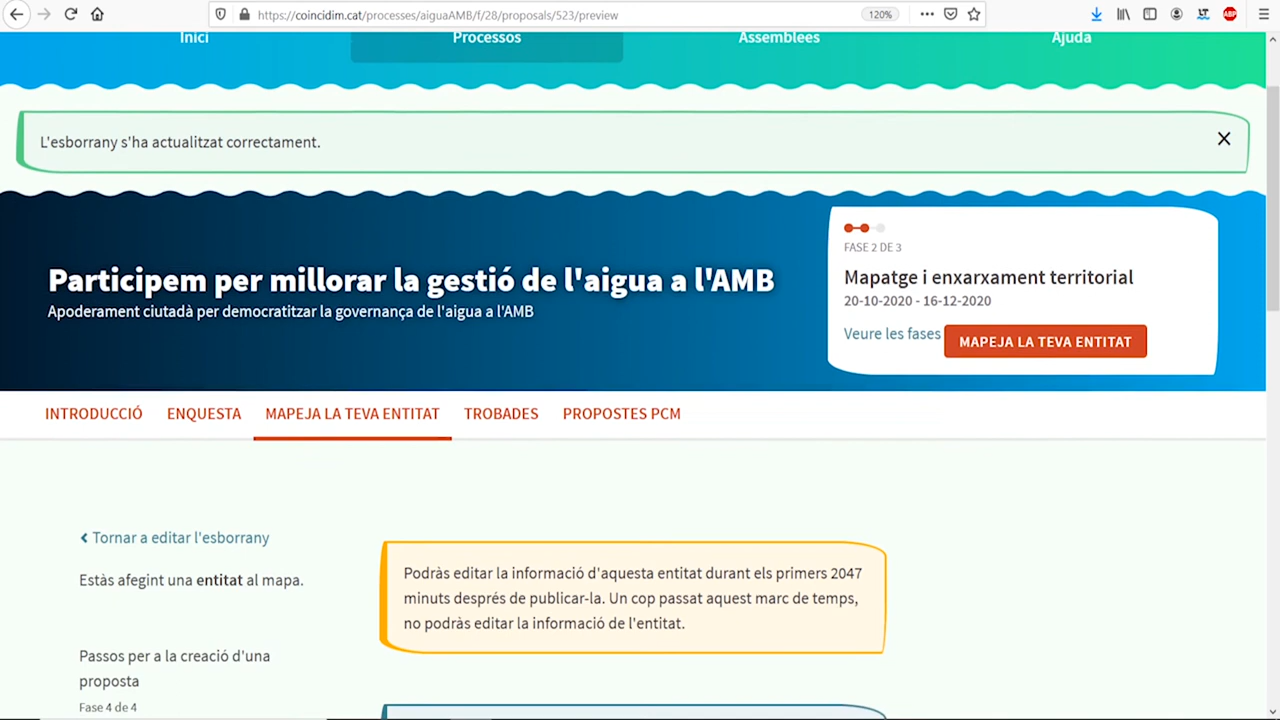 https://coincidim.cat/processes/aiguaAMB/f/28/proposals/523/preview
120%
ABP
Inici
Processos
Assemblees
Ajuda
L'esborrany s'ha actualitzat correctament.
Participem per millorar la gestió de l'aigua a l'AMB
Apoderament ciutadà per democratitzar la governança de l'aigua a l'AMB
FASE 2 DE 3
Mapatge i enxarxament territorial
20-10-2020 - 16-12-2020
Veure les fases
MAPEJA LA TEVA ENTITAT
INTRODUCCIÓ
ENQUESTA
MAPEJA LA TEVA ENTITAT
TROBADES
PROPOSTES PCM
Tornar a editar l'esborrany
Estàs afegint una entitat al mapa.
Passos per a la creació d'una
proposta
Fase 4 de 4
Podràs editar la informació d'aquesta entitat durant els primers 2047
minuts després de publicar-la. Un cop passat aquest marc de temps,
no podràs editar la informació de l'entitat.